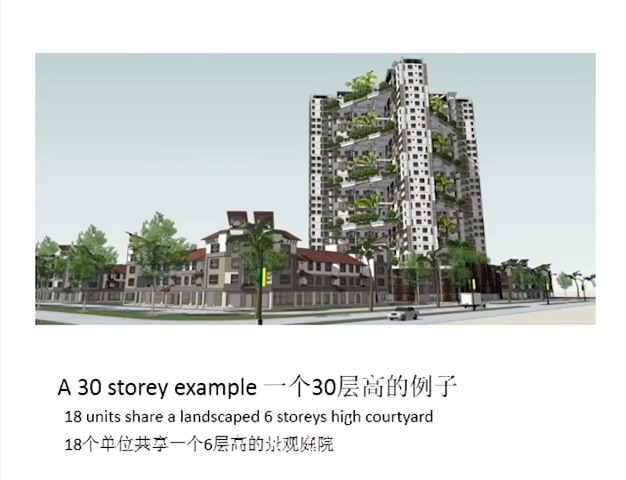 A 30 storey example 一个30层高的例子
18 units share a landscaped 6 storeys high courtyard
18个单位共享一个6层高的景观庭院